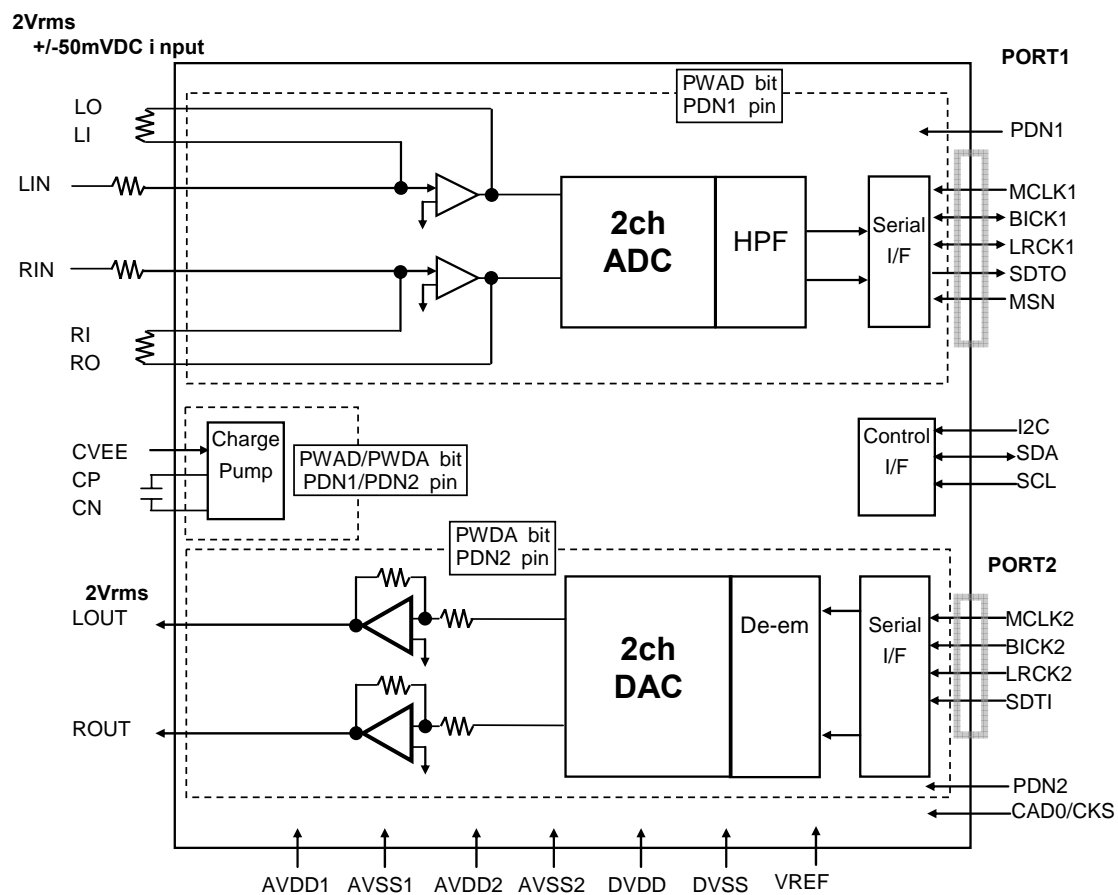 2Vrms
+/-50mVDC i nput
PORT1
PWAD bit
PDN1 pin
LO
LI
PDN1
LIN
MCLK1
BICK1
LRCK1
SDTO
MSN
2ch
ADC
HPF
Serial
I/F
RIN
RI
RO
Charge
Pump
PWAD/PWDA bit
PDN1/PDN2 pin
CVEE
CP
CN
Control
I/F
I2C
SDA
SCL
PWDA bit
PDN2 pin
PORT2
2Vrms
LOUT
De-em
Serial
I/F
MCLK2
BICK2
LRCK2
SDTI
2ch
DAC
ROUT
PDN2
CAD0/CKS
AVDD1 AVSS1 AVDD2 AVSS2 DVDD DVSS VREF